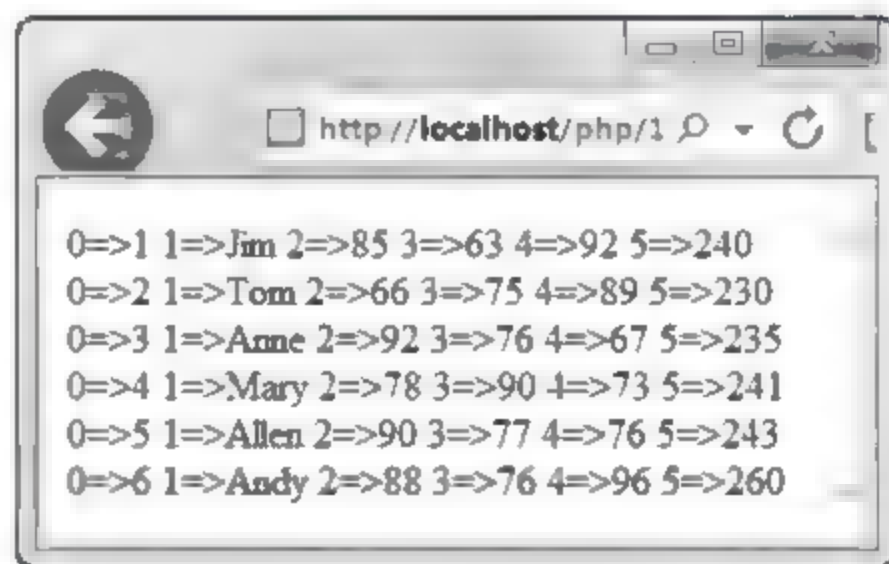 http://localhost/php/1
0=>1 1=>Jim 2=>85 3=>63 4=>92 5=>240
0=>2 1=>Tom 2=>66 3=>75 4=>89 5=>230
0=>3 1=>Anne 2=>92 3=>76 4=>67 5=>235
0=>4 1=>Mary 2=>78 3=>90 4=>73 5=>241
0=>5 1=>Allen 2=>90 3=>77 4=>76 5=>243
0=>6 1=>Andy 2=>88 3=>76 4=>96 5=>260